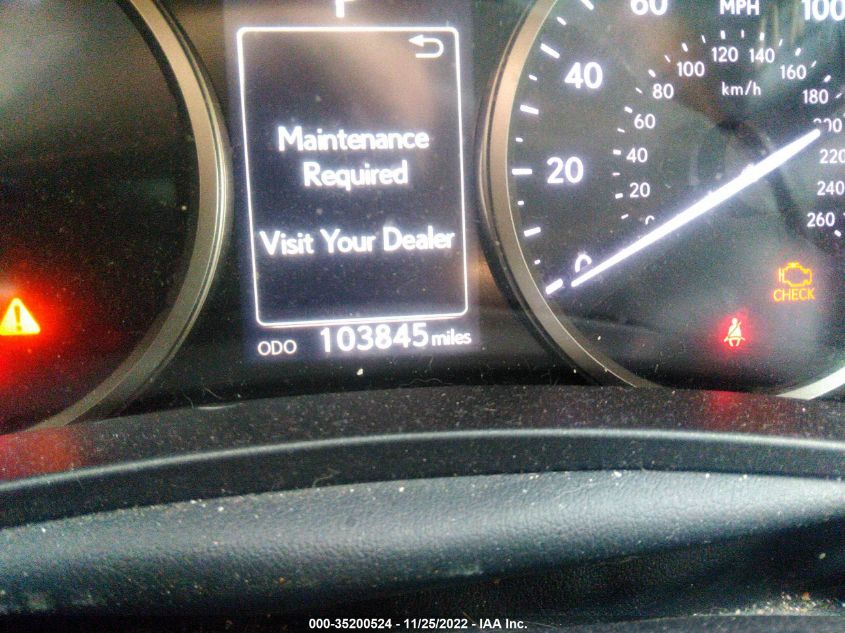 P
Maintenance
Required
Visit Your Dealer
ODO 103845 miles
60 MPH 100
40
20
0
120 140
100 160
80 km/h 180
60 200
40 220
20 240
0 260
CHECK
000-35200524 - 11/25/2022 - IAA Inc.